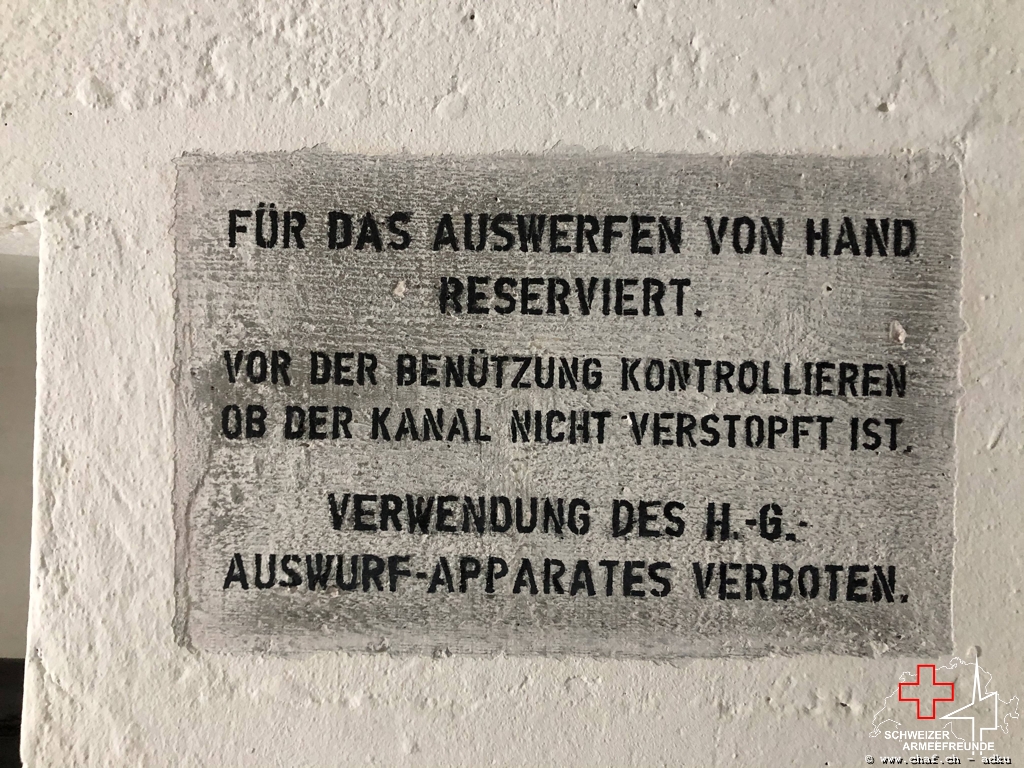 FÜR DAS AUSWERFEN VON HAND
RESERVIERT.
VOR DER BENÜTZUNG KONTROLLIEREN
OB DER KANAL NICHT VERSTOPFT IST.
VERWENDUNG DES H.-G.-
AUSWURF-APPARATES VERBOTEN.
SCHWEIZER
ARMEEFREUNDE
© www.chaf.ch - adku